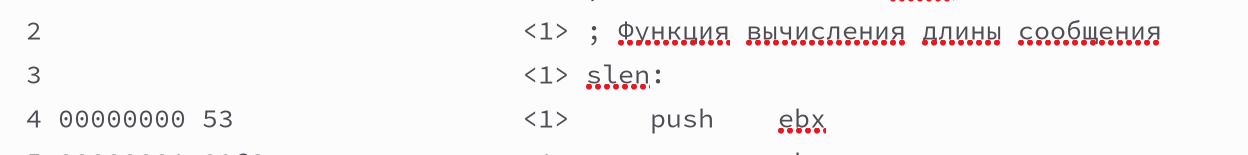 2 <1> ; Функция вычисления длины сообщения
3 <1> slen:
4 00000000 53 <1> push ebx